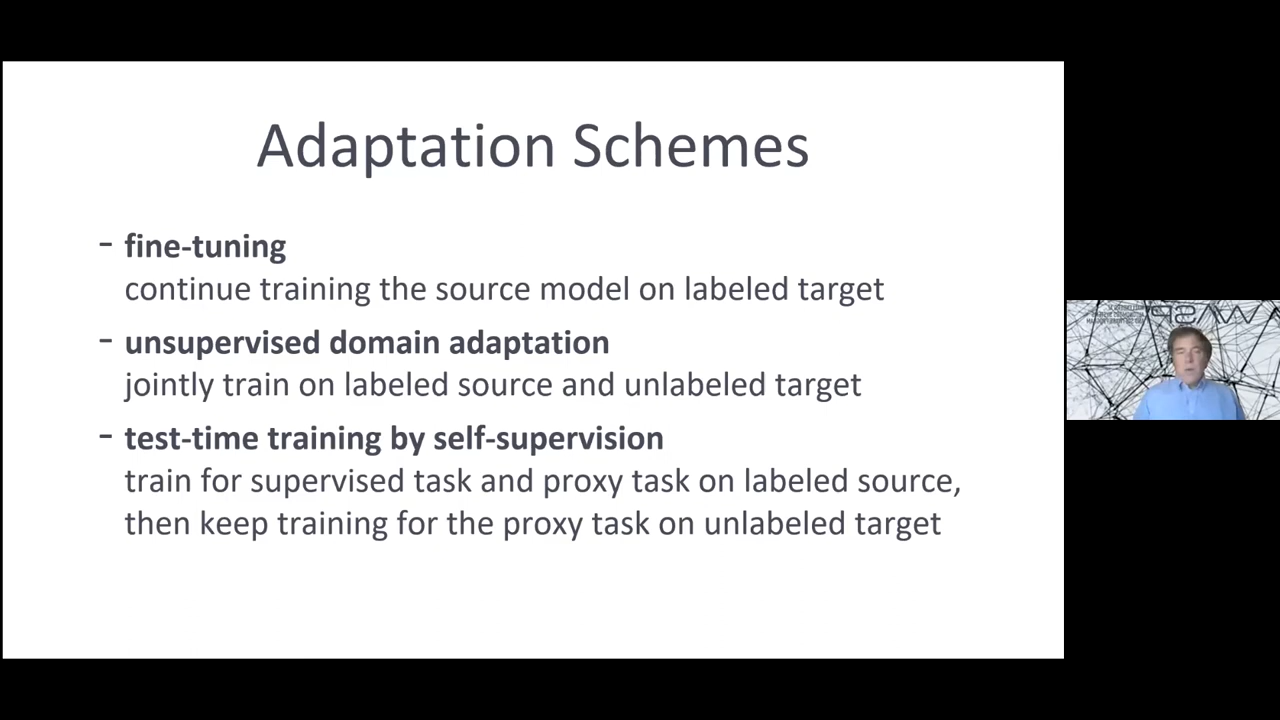 Adaptation Schemes
- fine-tuning
continue training the source model on labeled target
- unsupervised domain adaptation
jointly train on labeled source and unlabeled target
- test-time training by self-supervision
train for supervised task and proxy task on labeled source,
then keep training for the proxy task on unlabeled target
WASP